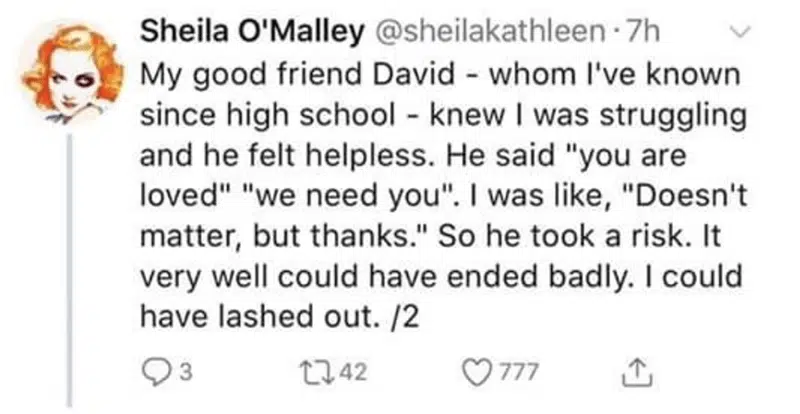 Sheila O'Malley @sheilakathleen · 7h
My good friend David - whom I've known
since high school - knew I was struggling
and he felt helpless. He said "you are
loved" "we need you". I was like, "Doesn't
matter, but thanks." So he took a risk. It
very well could have ended badly. I could
have lashed out. /2
3 42 777